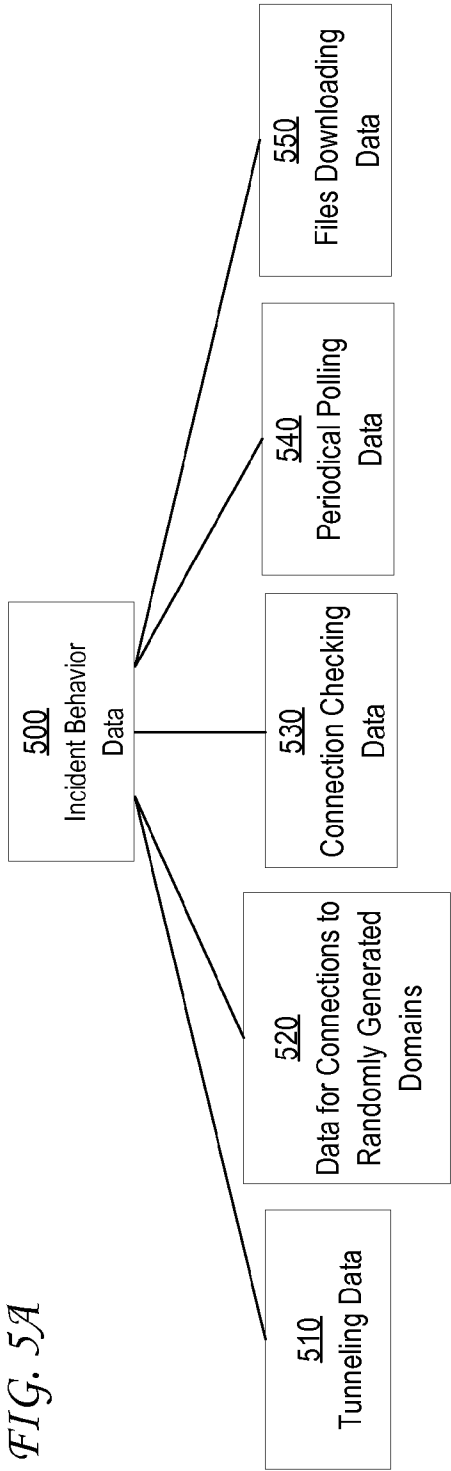 FIG. 5A
500
Incident Behavior
Data
510
Tunneling Data
520
Data for Connections to
Randomly Generated
Domains
530
Connection Checking
Data
540
Periodical Polling
Data
550
Files Downloading
Data